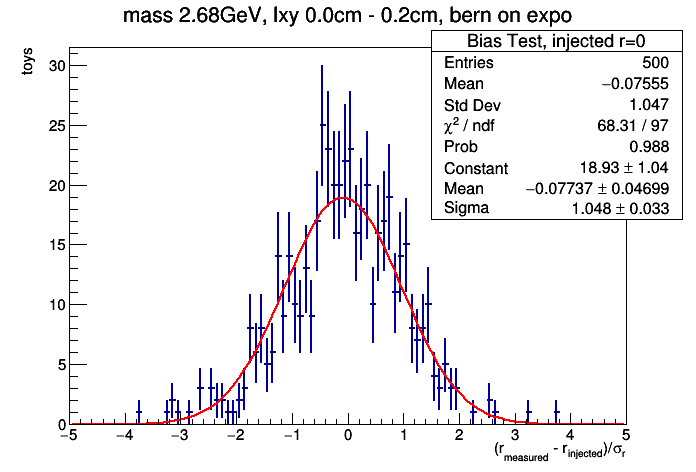 mass 2.68GeV, lxy 0.0cm - 0.2cm, bern on expo
Bias Test, injected r=0
Entries 500
Mean −0.07555
Std Dev 1.047
χ² / ndf 68.31 / 97
Prob 0.988
Constant 18.93 ± 1.04
Mean −0.07737 ± 0.04699
Sigma 1.048 ± 0.033
toys
30
25
20
15
10
5
0
−5 −4 −3 −2 −1 0 1 2 3 4 5
(r_measured - r_injected)/σ_r